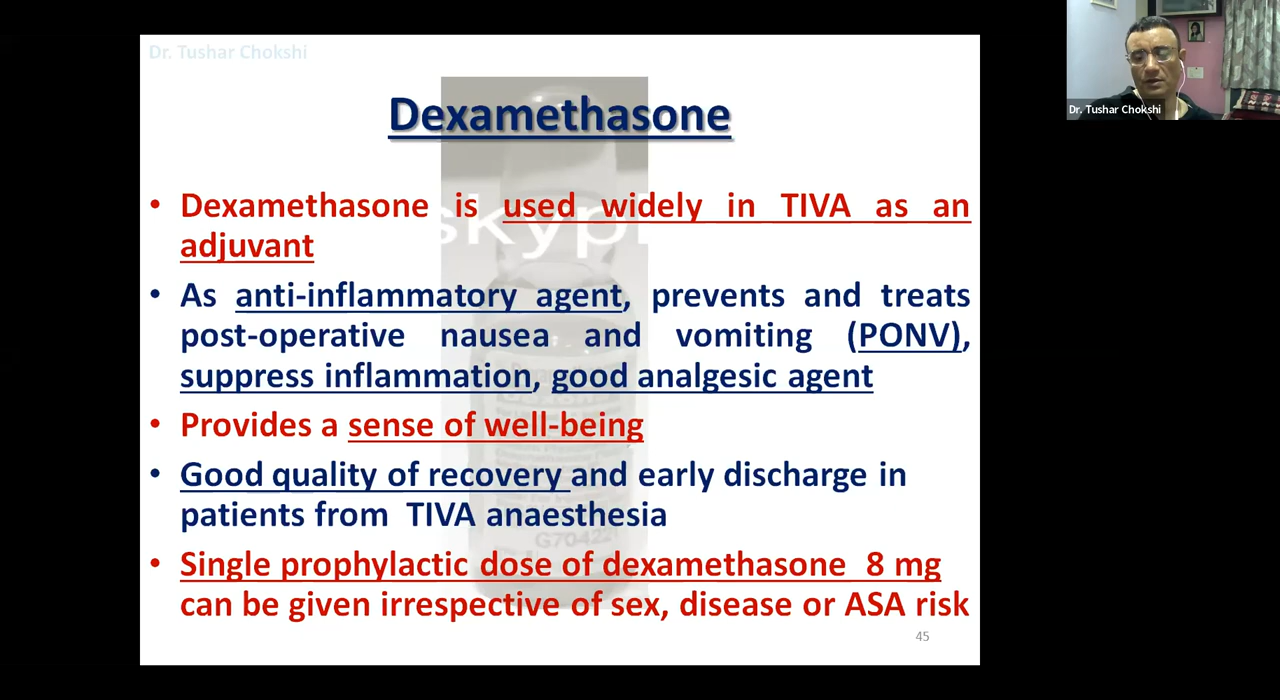 Dr. Tushar Chokshi
Dexamethasone
• Dexamethasone is used widely in TIVA as an
adjuvant
• As anti-inflammatory agent, prevents and treats
post-operative nausea and vomiting (PONV),
suppress inflammation, good analgesic agent
• Provides a sense of well-being
• Good quality of recovery and early discharge in
patients from TIVA anaesthesia
• Single prophylactic dose of dexamethasone 8 mg
can be given irrespective of sex, disease or ASA risk
45
Dr. Tushar Chokshi